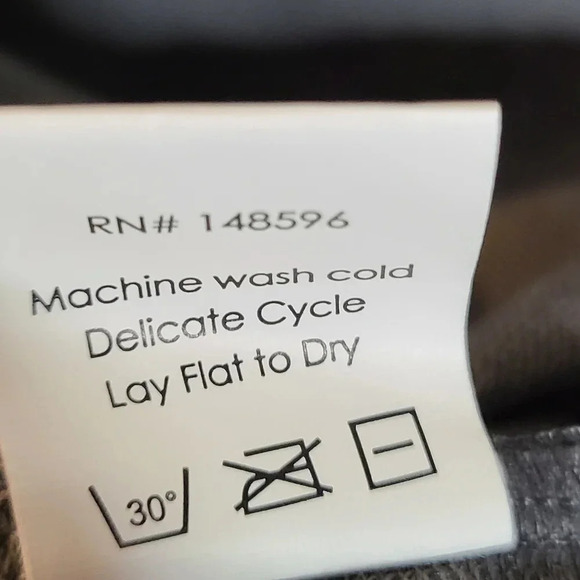 RN# 148596
Machine wash cold
Delicate Cycle
Lay Flat to Dry
30°